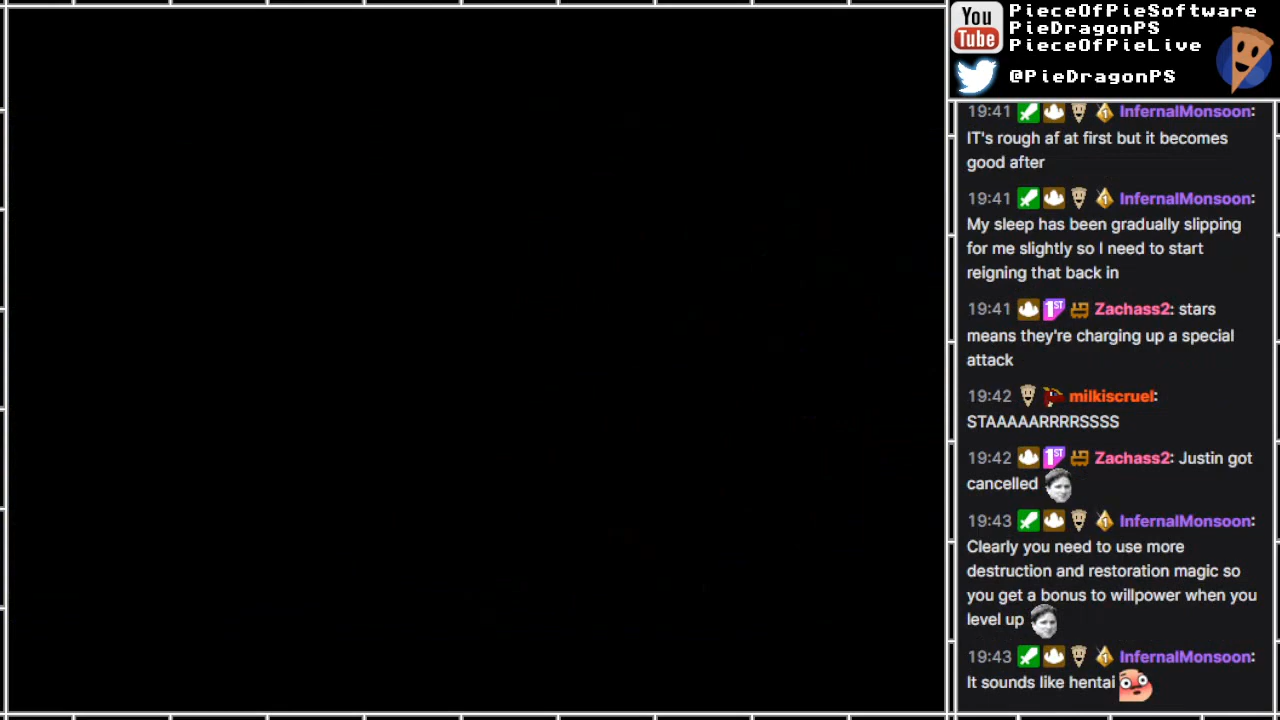 You
Tube
PieceOfPieSoftware
PieDragonPS
PieceOfPieLive
@PieDragonPS
19:41 InfernalMonsoon:
IT's rough af at first but it becomes
good after
19:41 InfernalMonsoon:
My sleep has been gradually slipping
for me slightly so I need to start
reigning that back in
19:41 1ST Zachass2: stars
means they're charging up a special
attack
19:42 milkiscruel:
STAAAAARRRRSSSS
19:42 1ST Zachass2: Justin got
cancelled
19:43 InfernalMonsoon:
Clearly you need to use more
destruction and restoration magic so
you get a bonus to willpower when you
level up
19:43 InfernalMonsoon:
It sounds like hentai